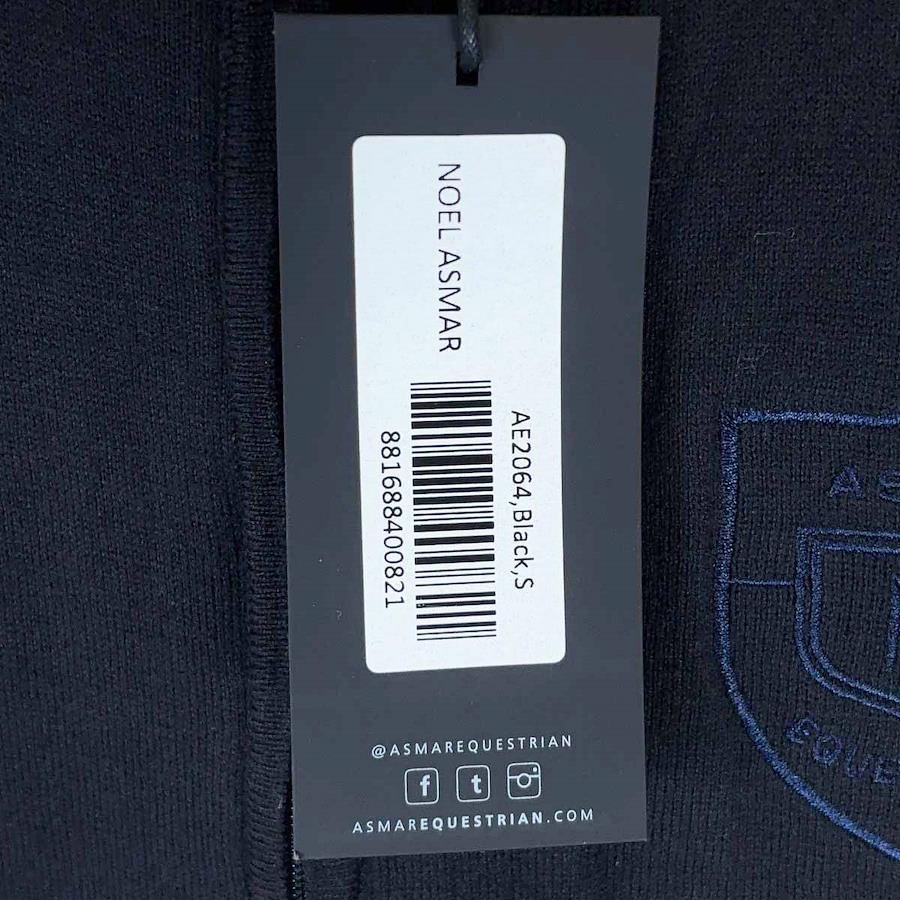 NOEL ASMAR
AE2064,Black,S
881688400821
@ASMAREQUESTRIAN
f t
ASMAREQUESTRIAN.COM